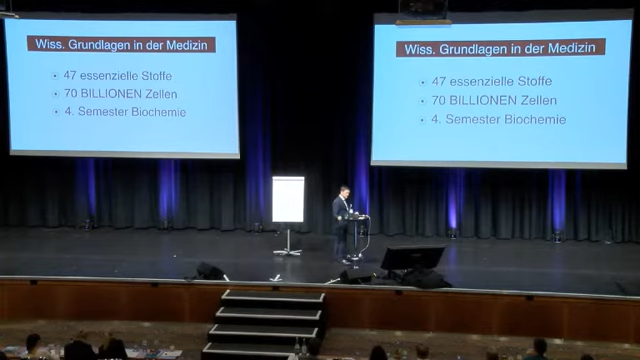 Wiss. Grundlagen in der Medizin
47 essenzielle Stoffe
70 BILLIONEN Zellen
4. Semester Biochemie
Wiss. Grundlagen in der Medizin
47 essenzielle Stoffe
70 BILLIONEN Zellen
4. Semester Biochemie